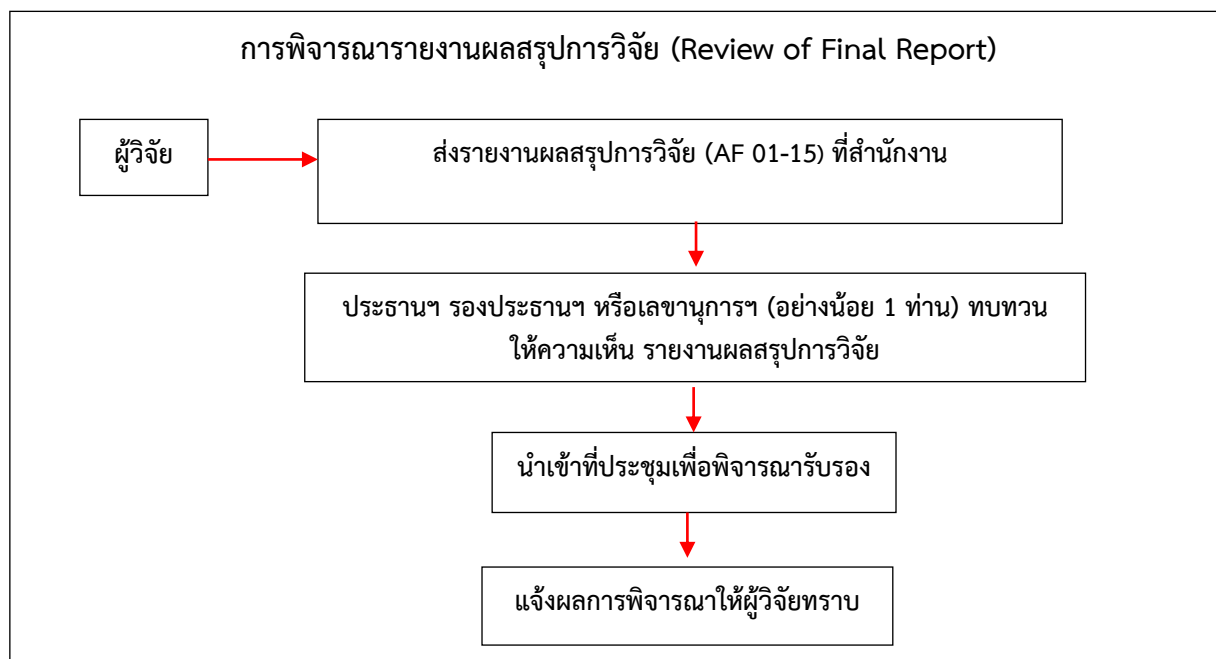 การพิจารณารายงานผลสรุปการวิจัย (Review of Final Report)
ผู้วิจัย
ส่งรายงานผลสรุปการวิจัย (AF 01-15) ที่สำนักงาน
ประธานฯ รองประธานฯ หรือเลขานุการฯ (อย่างน้อย 1 ท่าน) ทบทวน
ให้ความเห็น รายงานผลสรุปการวิจัย
นำเข้าที่ประชุมเพื่อพิจารณารับรอง
แจ้งผลการพิจารณาให้ผู้วิจัยทราบ